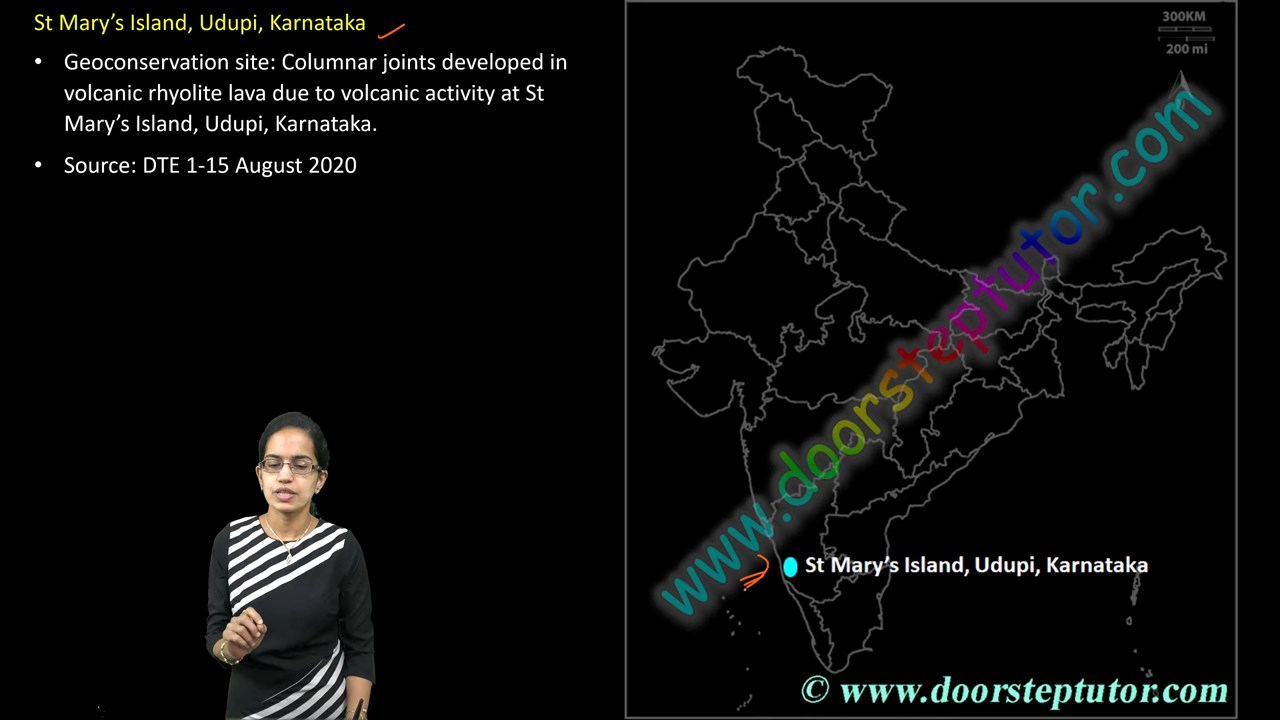 St Mary’s Island, Udupi, Karnataka
• Geoconservation site: Columnar joints developed in
volcanic rhyolite lava due to volcanic activity at St
Mary’s Island, Udupi, Karnataka.
• Source: DTE 1-15 August 2020
300KM
200 mi
www.doorsteptutor.com
St Mary’s Island, Udupi, Karnataka
© www.doorsteptutor.com